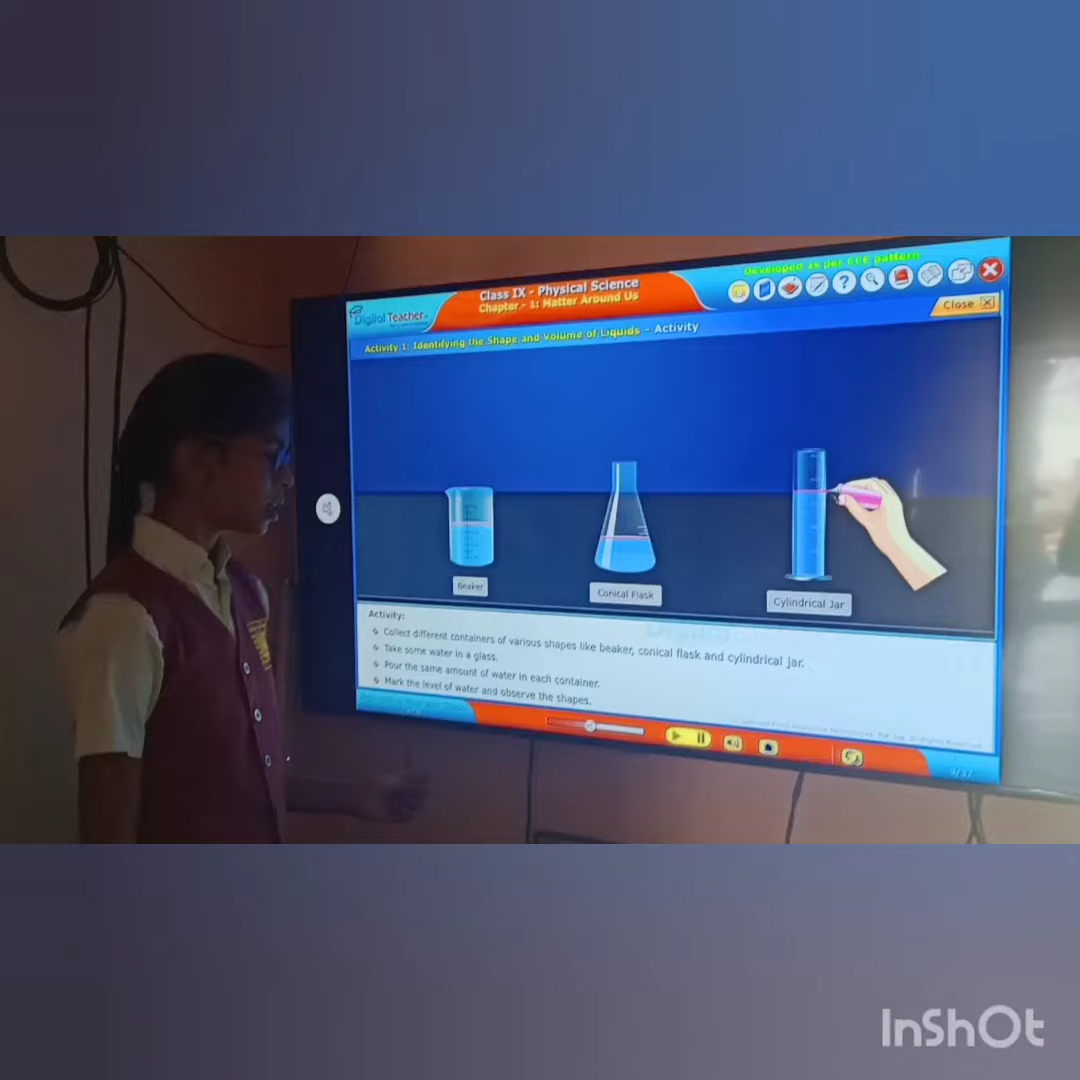 Developed as per CCE pattern
Class IX - Physical Science
Chapter - 1: Matter Around Us
Digital Teacher
?
Close
Activity 1: Identifying the Shape and Volume of Liquids - Activity
Beaker
Conical Flask
Cylindrical Jar
Activity:
Collect different containers of various shapes like beaker, conical flask and cylindrical jar.
Take some water in a glass.
Pour the same amount of water in each container.
Mark the level of water and observe the shapes.
InShOt